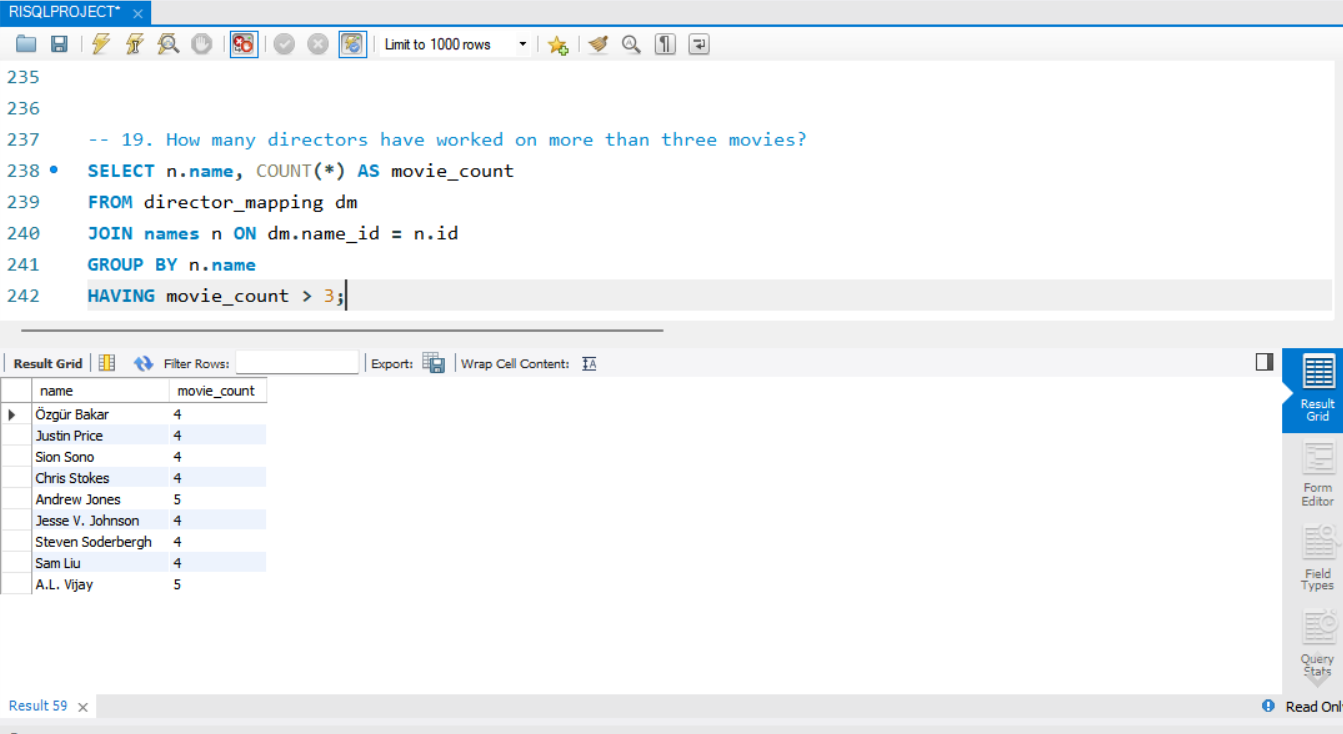 RISQLPROJECT* ×
Limit to 1000 rows
235
236
237 -- 19. How many directors have worked on more than three movies?
238 SELECT n.name, COUNT(*) AS movie_count
239 FROM director_mapping dm
240 JOIN names n ON dm.name_id = n.id
241 GROUP BY n.name
242 HAVING movie_count > 3;
Result Grid Filter Rows: Export: Wrap Cell Content:
name movie_count
Özgür Bakar 4
Justin Price 4
Sion Sono 4
Chris Stokes 4
Andrew Jones 5
Jesse V. Johnson 4
Steven Soderbergh 4
Sam Liu 4
A.L. Vijay 5
Result
Grid
Form
Editor
Field
Types
Query
Stats
Result 59 ×
Read Onl